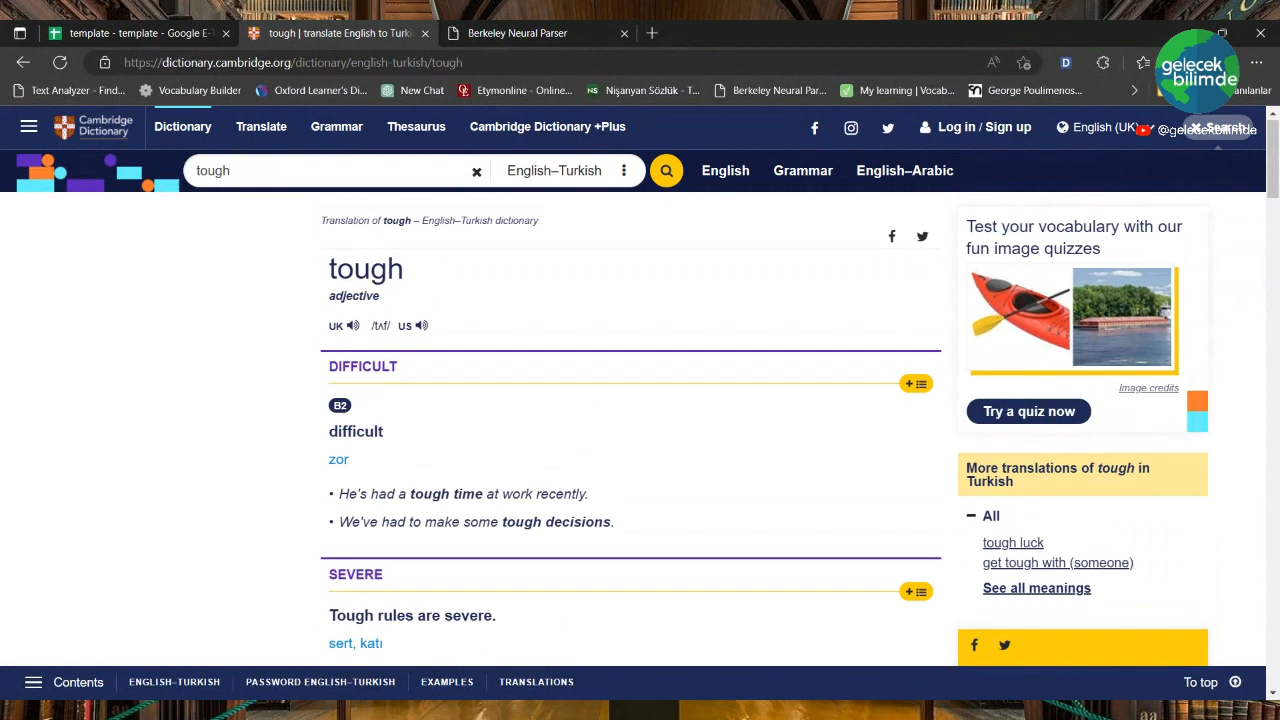 template - template - Google E-T
tough | translate English to Turki
Berkeley Neural Parser
https://dictionary.cambridge.org/dictionary/english-turkish/tough
gelecek
bilimde
Text Analyzer - Find...
Vocabulary Builder
Oxford Learner's Di...
New Chat
Etymonline - Online...
Nişanyan Sözlük - T...
Berkeley Neural Par...
My learning | Vocab...
George Poulimenos...
Cambridge
Dictionary
Dictionary
Translate
Grammar
Thesaurus
Cambridge Dictionary +Plus
Log in / Sign up
English (UK)
Search
@gelecekbilimde
tough
English–Turkish
English
Grammar
English–Arabic
Translation of tough – English–Turkish dictionary
tough
adjective
UK /tʌf/ US
DIFFICULT
B2
difficult
zor
• He's had a tough time at work recently.
• We've had to make some tough decisions.
SEVERE
Tough rules are severe.
sert, katı
Test your vocabulary with our
fun image quizzes
Image credits
Try a quiz now
More translations of tough in
Turkish
All
tough luck
get tough with (someone)
See all meanings
Contents
ENGLISH–TURKISH
PASSWORD ENGLISH–TURKISH
EXAMPLES
TRANSLATIONS
To top